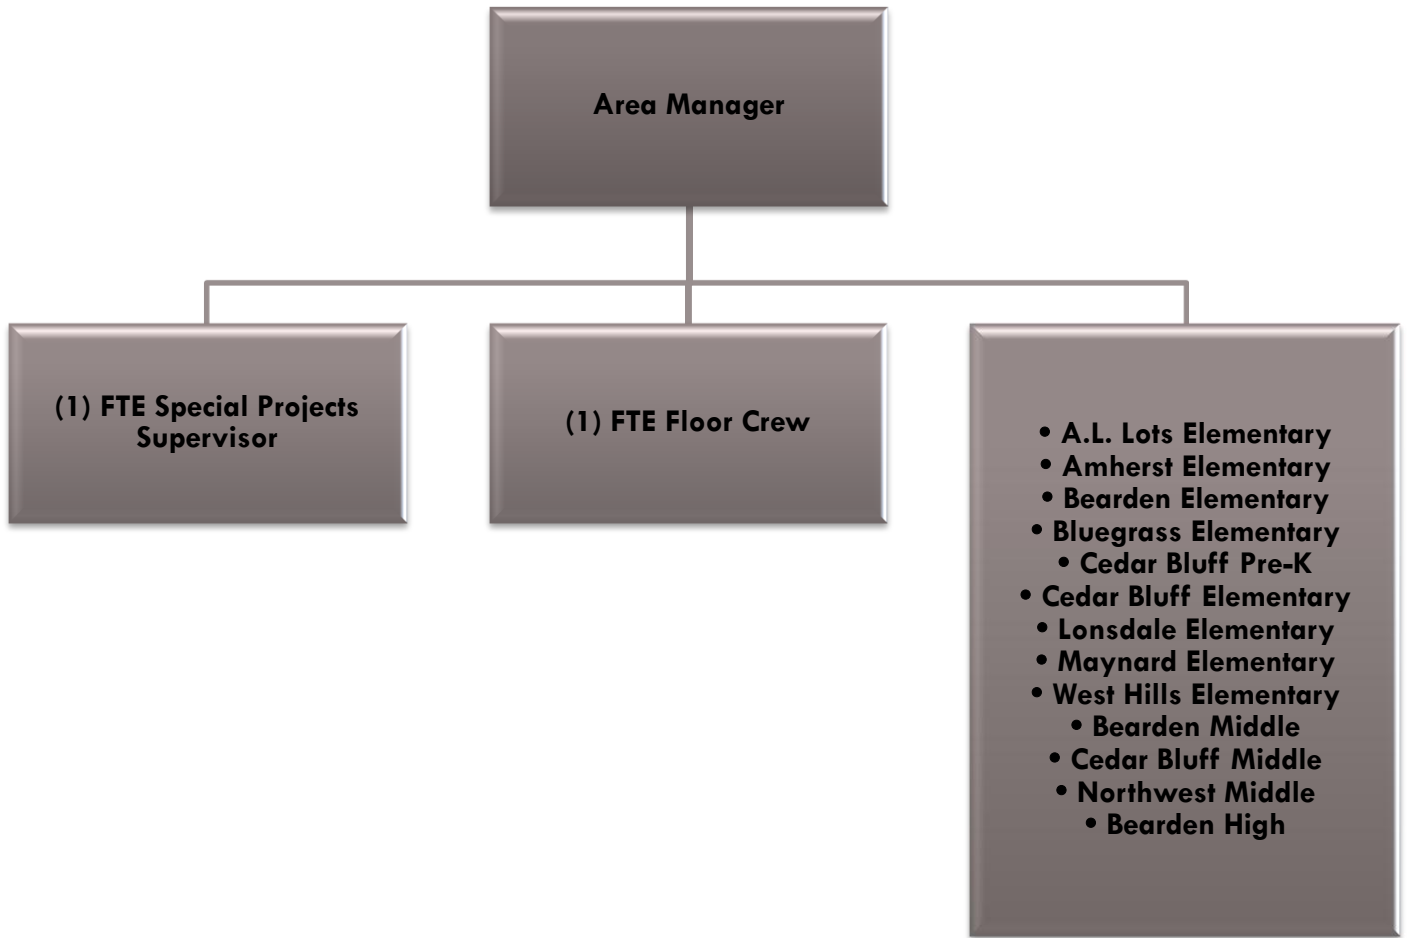 Area Manager
(1) FTE Special Projects
Supervisor
(1) FTE Floor Crew
• A.L. Lots Elementary
• Amherst Elementary
• Bearden Elementary
• Bluegrass Elementary
• Cedar Bluff Pre-K
• Cedar Bluff Elementary
• Lonsdale Elementary
• Maynard Elementary
• West Hills Elementary
• Bearden Middle
• Cedar Bluff Middle
• Northwest Middle
• Bearden High